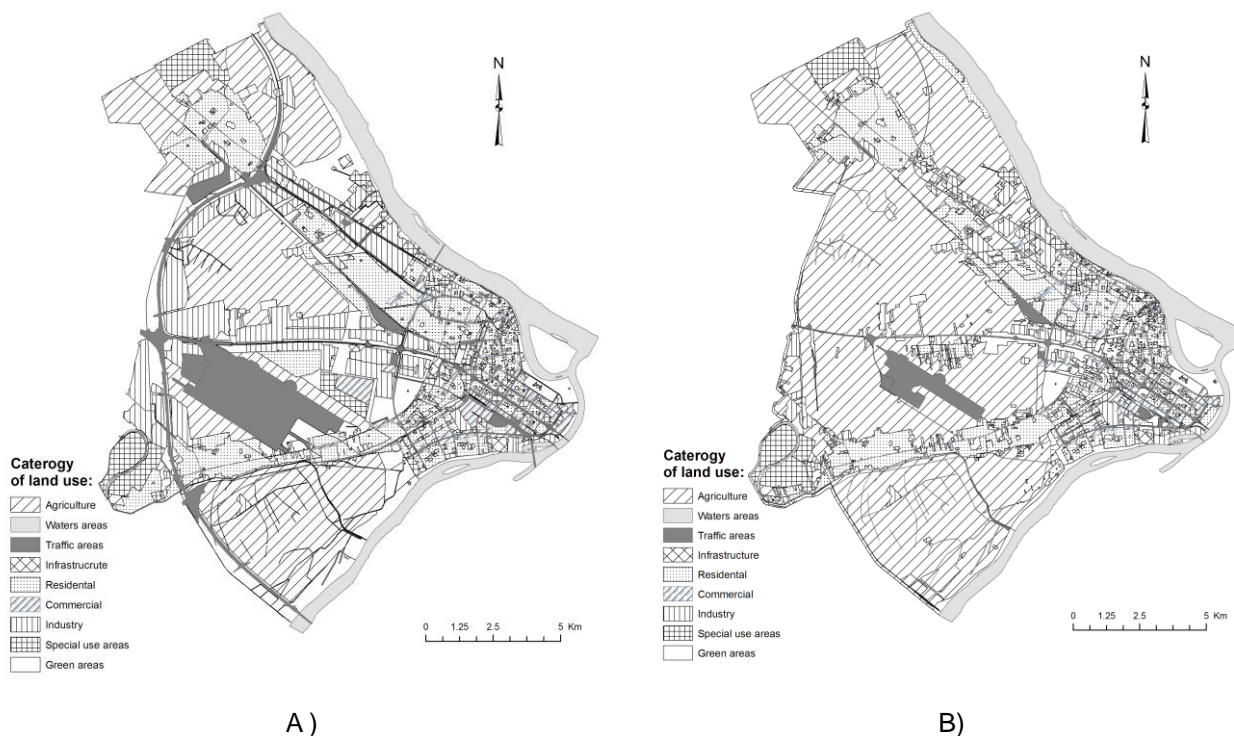 N
Caterogy
of land use:
Agriculture
Waters areas
Traffic areas
Infrastrucrute
Residental
Commercial
Industry
Special use areas
Green areas
0 1.25 2.5 5 Km
A )
N
Caterogy
of land use:
Agriculture
Waters areas
Traffic areas
Infrastructure
Residental
Commercial
Industry
Special use areas
Green areas
0 1.25 2.5 5 Km
B)